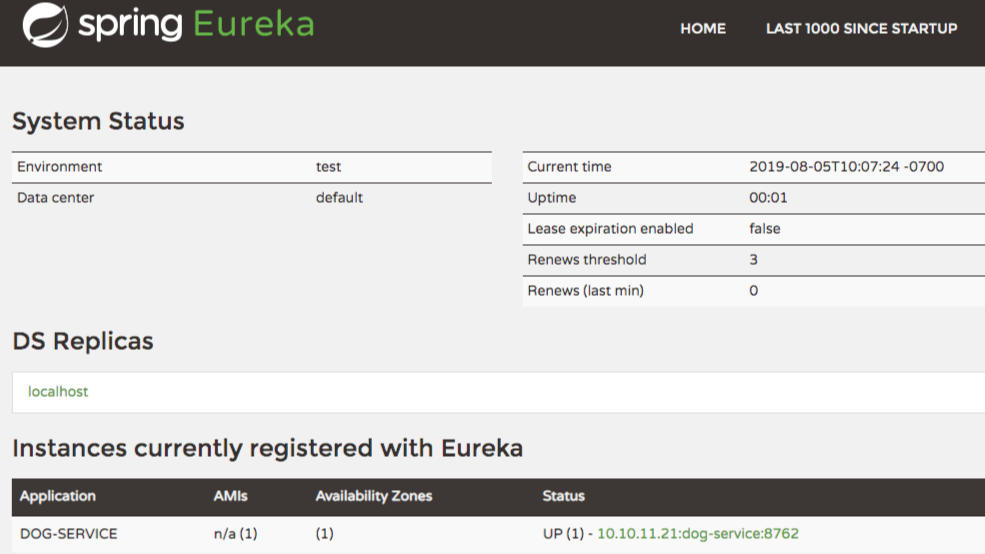 spring Eureka
HOME LAST 1000 SINCE STARTUP
System Status
Environment test
Data center default
Current time 2019-08-05T10:07:24 -0700
Uptime 00:01
Lease expiration enabled false
Renews threshold 3
Renews (last min) 0
DS Replicas
localhost
Instances currently registered with Eureka
Application AMIs Availability Zones Status
DOG-SERVICE n/a (1) (1) UP (1) - 10.10.11.21:dog-service:8762